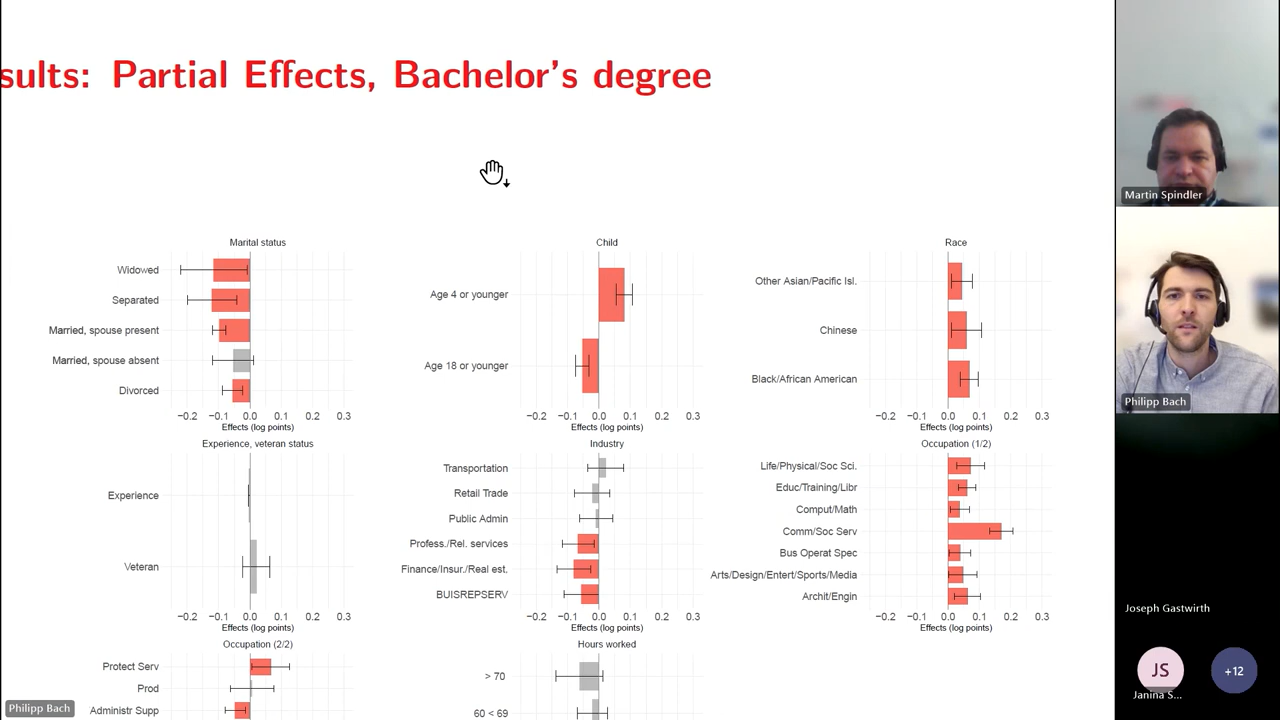 sults: Partial Effects, Bachelor's degree
Marital status
Widowed
Separated
Married, spouse present
Married, spouse absent
Divorced
−0.2 −0.1 0.0 0.1 0.2 0.3
Effects (log points)
Child
Age 4 or younger
Age 18 or younger
−0.2 −0.1 0.0 0.1 0.2 0.3
Effects (log points)
Race
Other Asian/Pacific Isl.
Chinese
Black/African American
−0.2 −0.1 0.0 0.1 0.2 0.3
Effects (log points)
Experience, veteran status
Experience
Veteran
−0.2 −0.1 0.0 0.1 0.2 0.3
Effects (log points)
Industry
Transportation
Retail Trade
Public Admin
Profess./Rel. services
Finance/Insur./Real est.
BUISREPSERV
−0.2 −0.1 0.0 0.1 0.2 0.3
Effects (log points)
Occupation (1/2)
Life/Physical/Soc Sci.
Educ/Training/Libr
Comput/Math
Comm/Soc Serv
Bus Operat Spec
Arts/Design/Entert/Sports/Media
Archit/Engin
−0.2 −0.1 0.0 0.1 0.2 0.3
Effects (log points)
Occupation (2/2)
Protect Serv
Prod
Administr Supp
Hours worked
> 70
60 < 69
Philipp Bach
Martin Spindler
Philipp Bach
Joseph Gastwirth
JS
+12
Janina S...